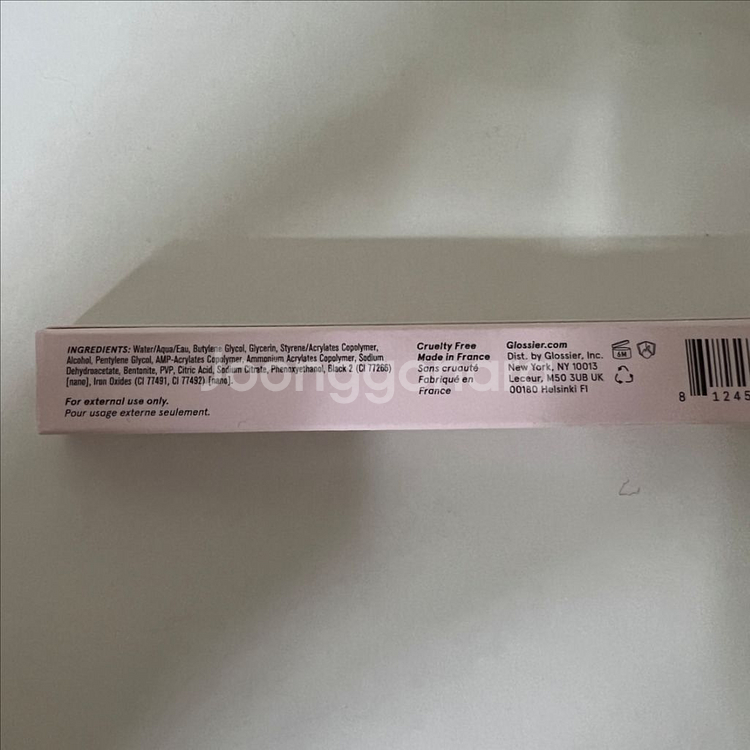 INGREDIENTS: Water/Aqua/Eau, Butylene Glycol, Glycerin, Styrene/Acrylates Copolymer,
Alcohol, Pentylene Glycol, AMP-Acrylates Copolymer, Ammonium Acrylates Copolymer, Sodium
Dehydroacetate, Bentonite, PVP, Citric Acid, Sodium Citrate, Phenoxyethanol, Black 2 (CI 77266)
[nano], Iron Oxides (CI 77491, CI 77492) [nano].
For external use only.
Pour usage externe seulement.
Cruelty Free
Made in France
Sans cruauté
Fabriqué en
France
Glossier.com
Dist. by Glossier, Inc.
New York, NY 10013
Leceur, M50 3UB UK
00180 Helsinki FI
6M
8 1245